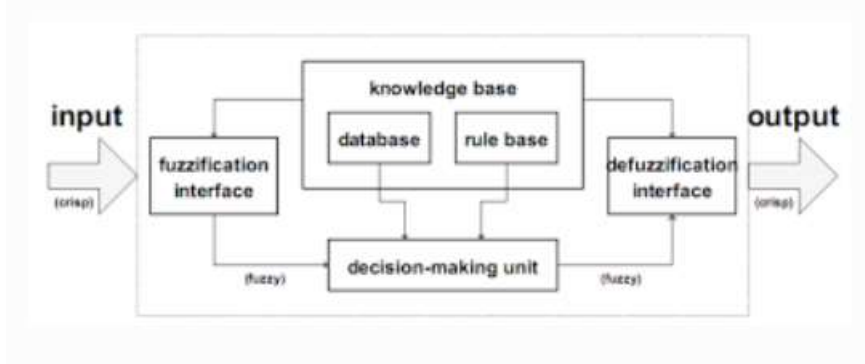 knowledge base
input
output
database
rule base
fuzzification
interface
defuzzification
interface
(crisp)
(crisp)
decision-making unit
(fuzzy)
(fuzzy)